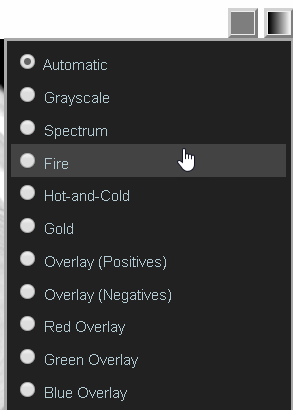 Automatic
Grayscale
Spectrum
Fire
Hot-and-Cold
Gold
Overlay (Positives)
Overlay (Negatives)
Red Overlay
Green Overlay
Blue Overlay